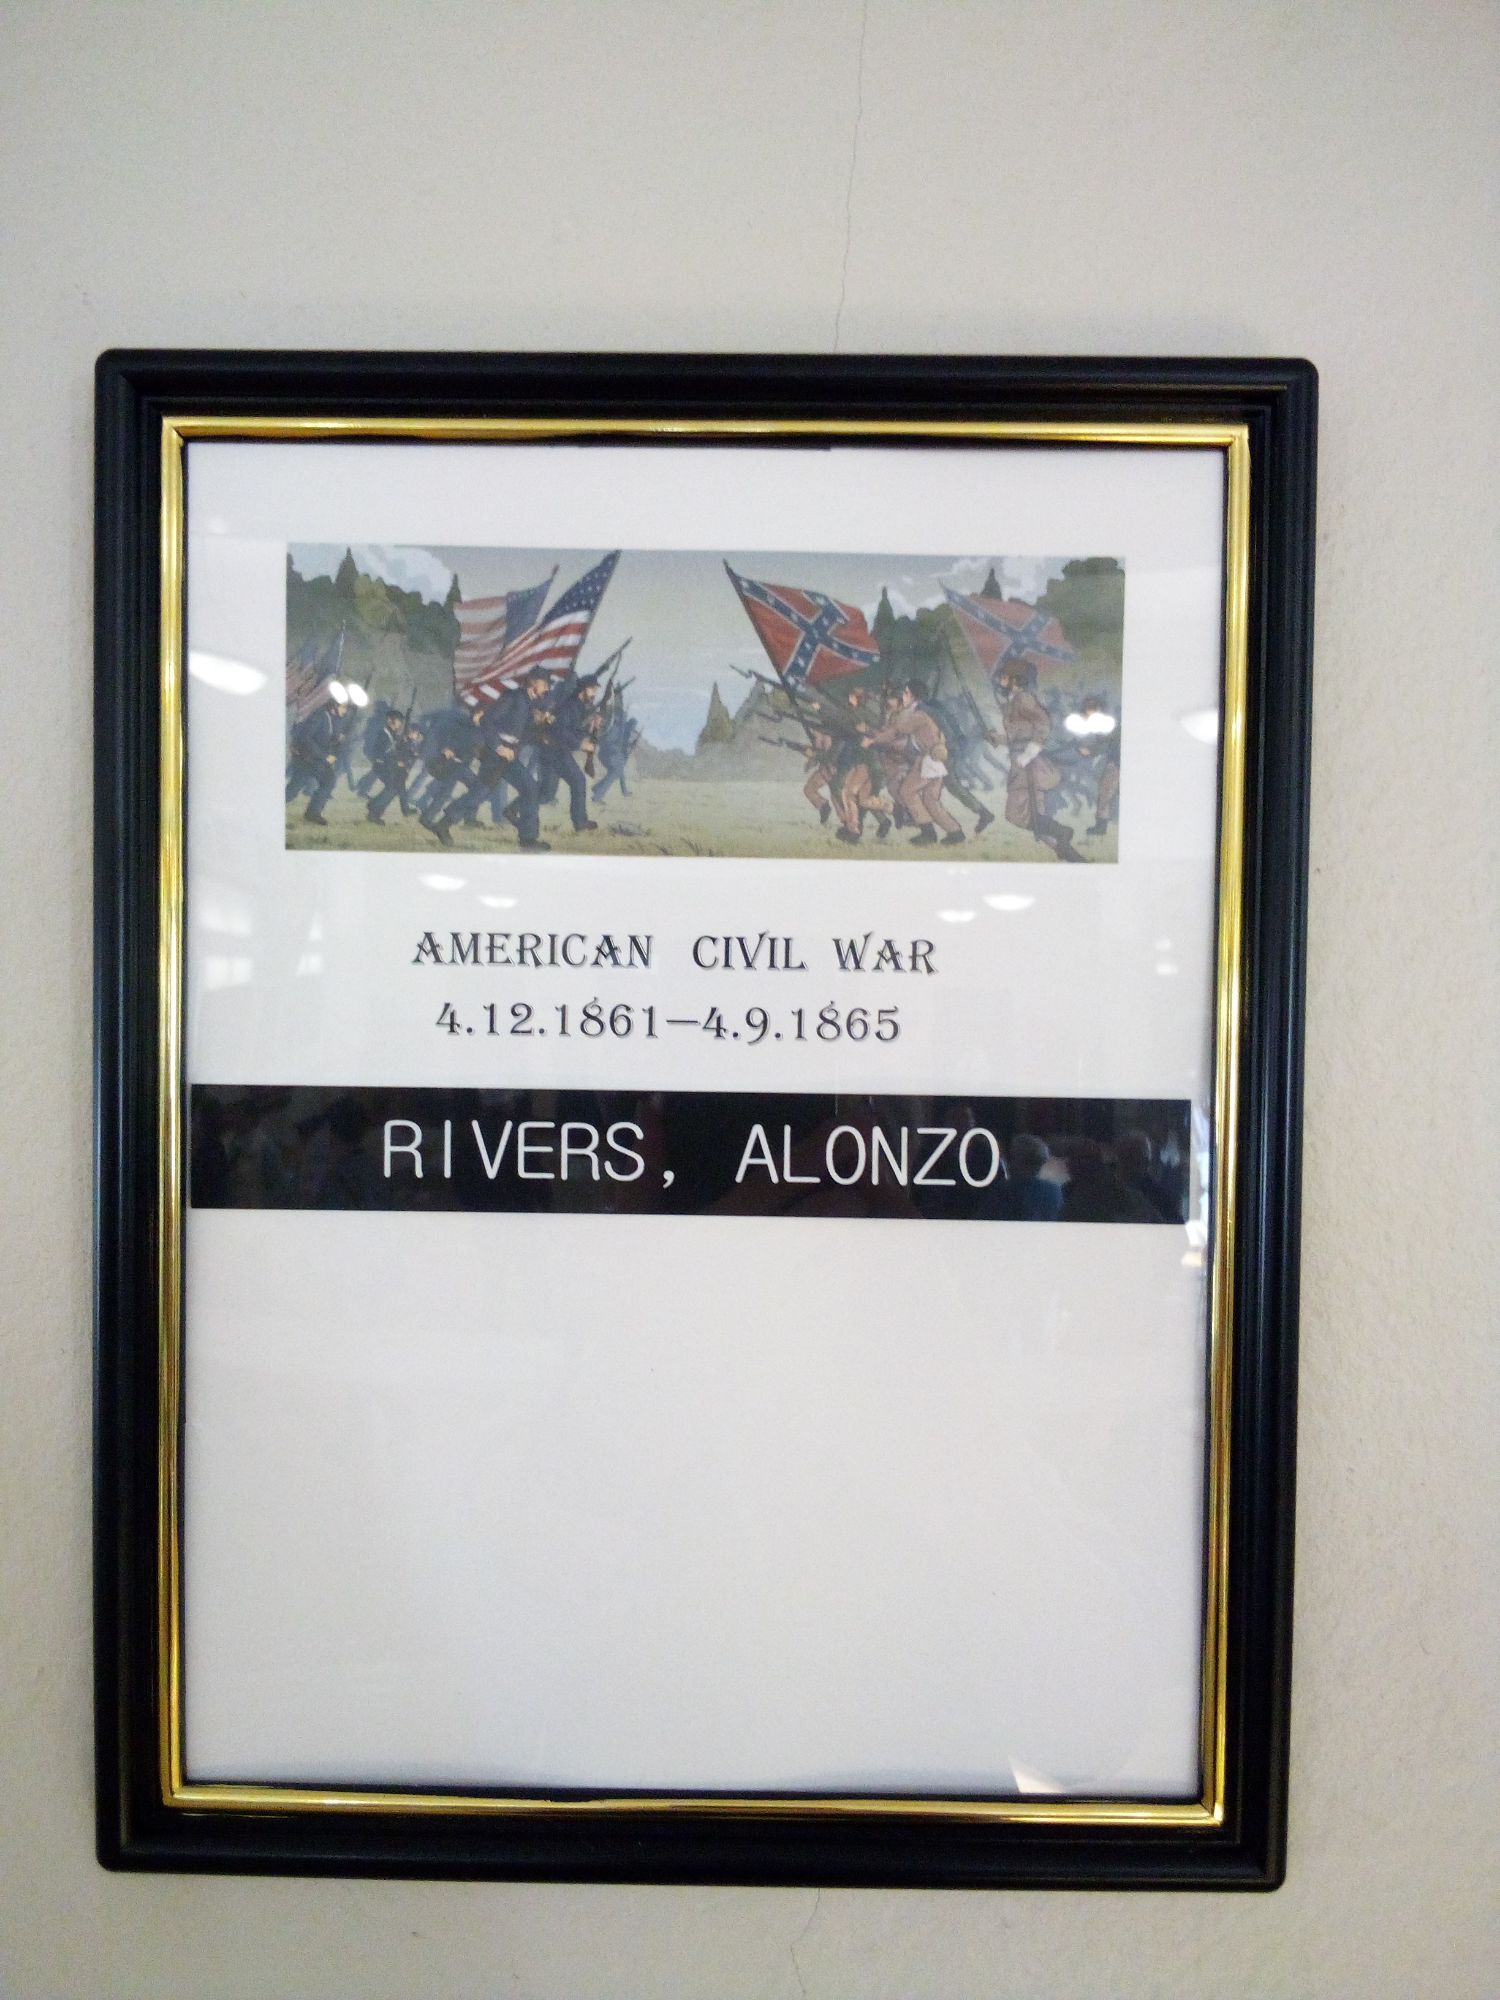 AMERICAN CIVIL WAR
4.12.1861—4.9.1865
RIVERS, ALONZO